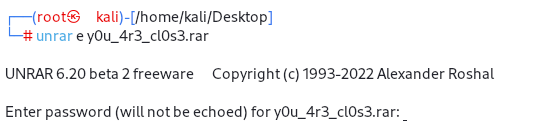 ┌──(root㉿ kali)-[/home/kali/Desktop]
└─# unrar e y0u_4r3_cl0s3.rar
UNRAR 6.20 beta 2 freeware Copyright (c) 1993-2022 Alexander Roshal
Enter password (will not be echoed) for y0u_4r3_cl0s3.rar: _